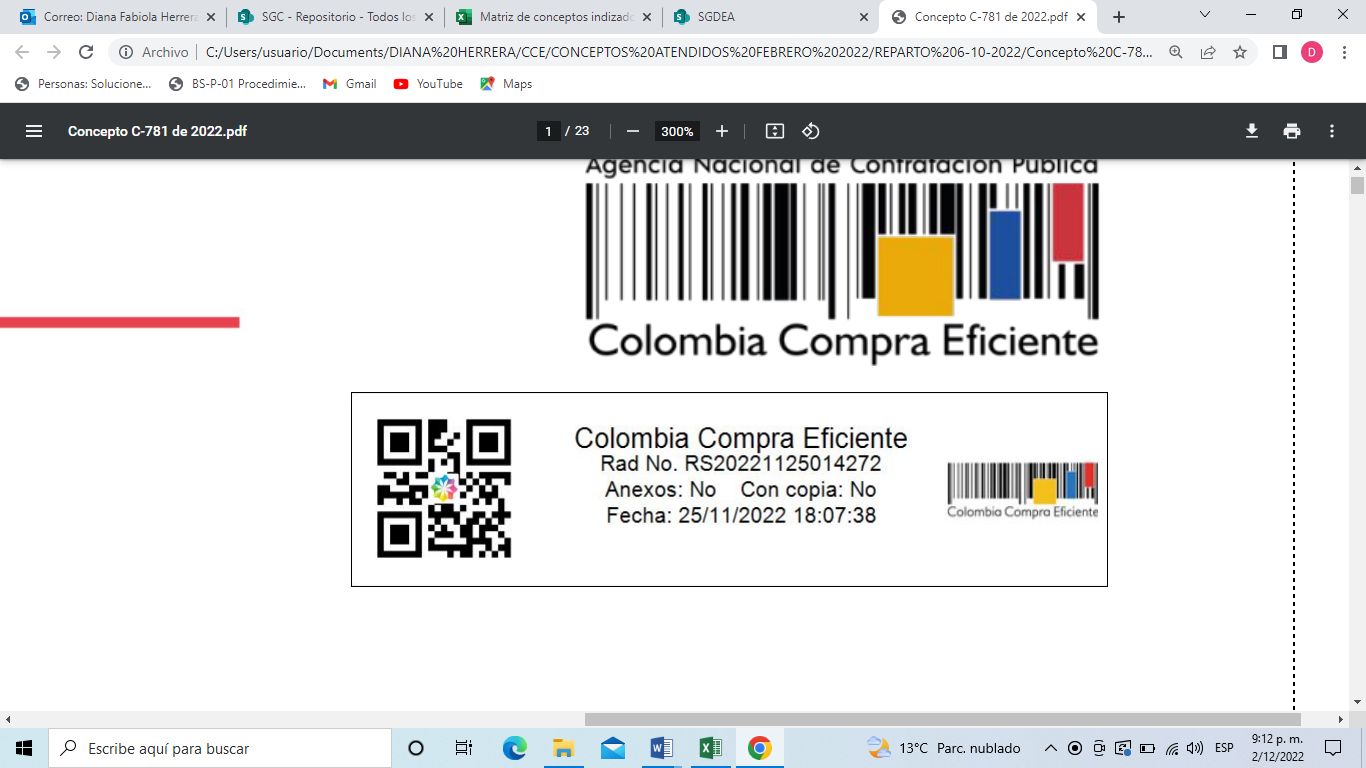 Correo: Diana Fabiola Herrera
SGC - Repositorio - Todos los
Matriz de conceptos indizado
SGDEA
Concepto C-781 de 2022.pdf
Archivo
C:/Users/usuario/Documents/DIANA%20HERRERA/CCE/CONCEPTOS%20ATENDIDOS%20FEBRERO%202022/REPARTO%206-10-2022/Concepto%20C-78...
D
Personas: Solucione...
BS-P-01 Procedimie...
Gmail
YouTube
Maps
Concepto C-781 de 2022.pdf
1 / 23
300%
Agencia Nacional de Contratación Pública
Colombia Compra Eficiente
Colombia Compra Eficiente
Rad No. RS20221125014272
Anexos: No Con copia: No
Fecha: 25/11/2022 18:07:38
Colombia Compra Eficiente
Escribe aquí para buscar
13°C Parc. nublado
ESP
9:12 p. m.
2/12/2022